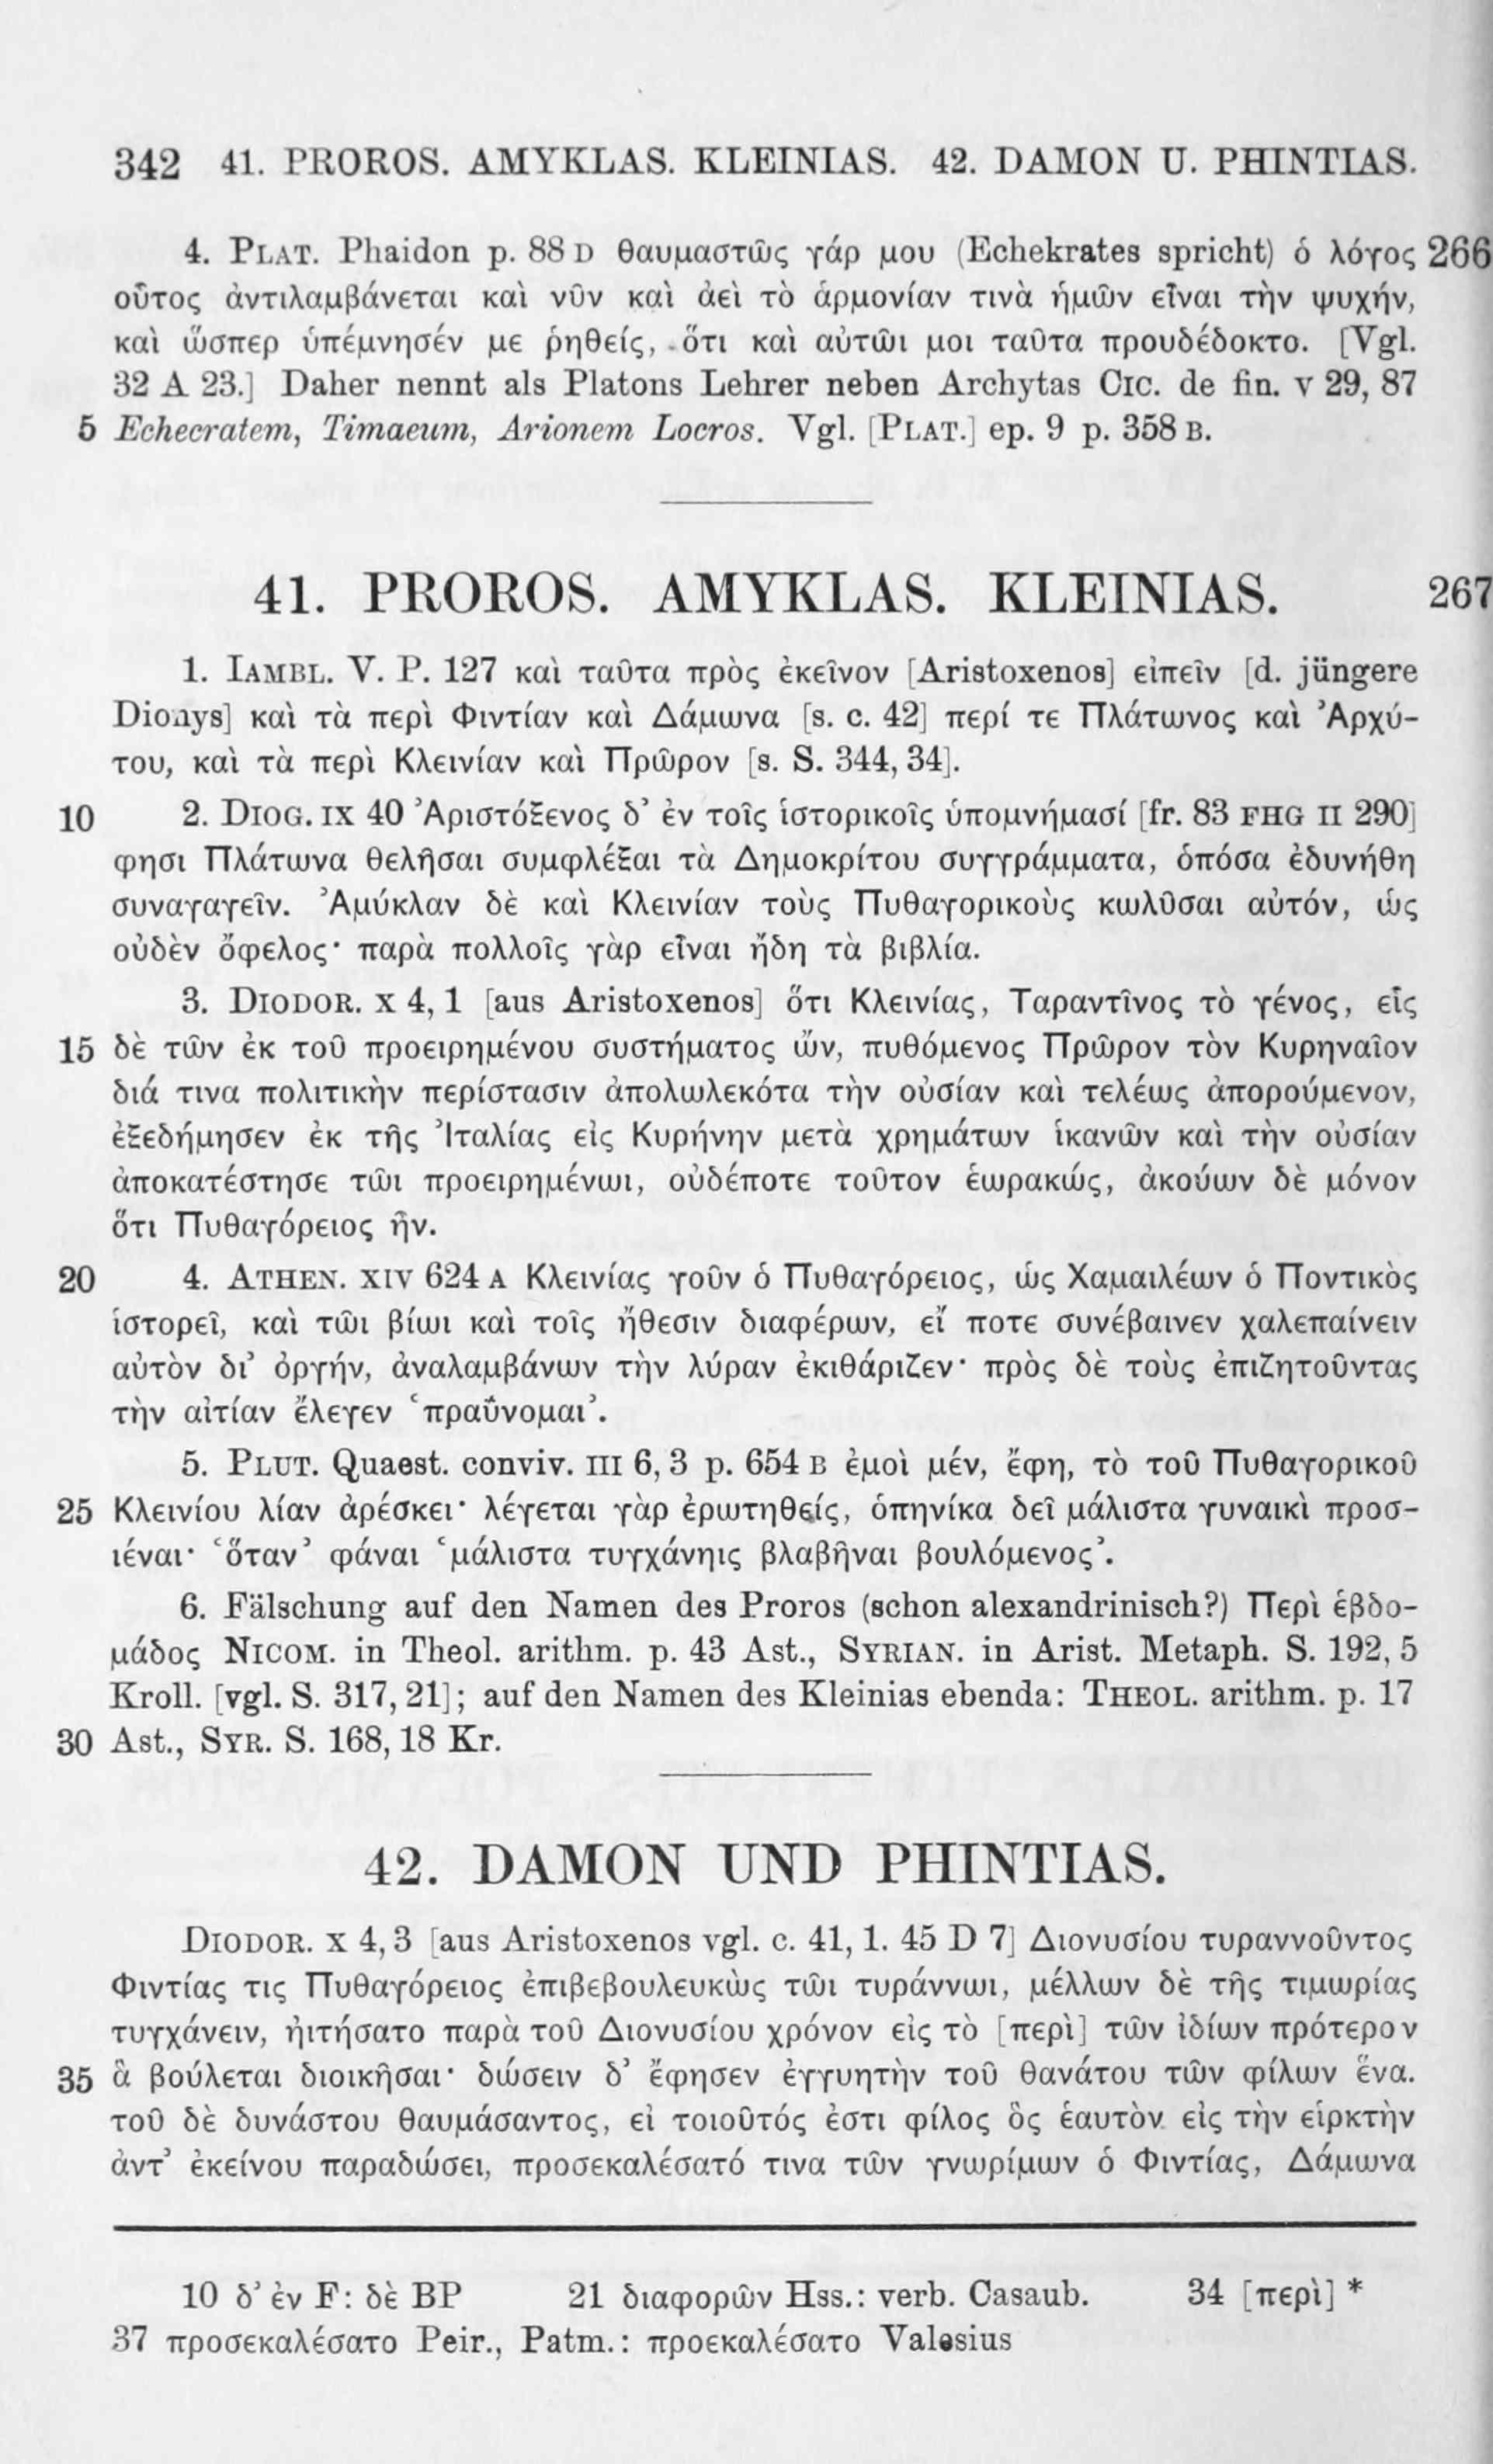 342 41. PROROS. AMYKLAS. KLEINIAS. 42. DAMON U. PHINTIAS.
4. PLAT. Phaidon p. 88 D θαυμαστῶς γάρ μου (Echekrates spricht) ὁ λόγος 266
οὗτος ἀντιλαμβάνεται καὶ νῦν καὶ ἀεὶ τὸ ἁρμονίαν τινὰ ἡμῶν εἶναι τὴν ψυχήν,
καὶ ὥσπερ ὑπέμνησέν με ῥηθείς, ὅτι καὶ αὐτῶι μοι ταῦτα προυδέδοκτο. [Vgl.
32 A 23.] Daher nennt als Platons Lehrer neben Archytas CIC. de fin. V 29, 87
5 Echecratem, Timaeum, Arionem Locros. Vgl. [PLAT.] ep. 9 p. 358 B.
41. PROROS. AMYKLAS. KLEINIAS. 267
1. IAMBL. V. P. 127 καὶ ταῦτα πρὸς ἐκεῖνον [Aristoxenos] εἰπεῖν [d. jüngere
Dionys] καὶ τὰ περὶ Φιντίαν καὶ Δάμωνα [s. c. 42] περί τε Πλάτωνος καὶ Ἀρχύ-
του, καὶ τὰ περὶ Κλεινίαν καὶ Πρῶρον [s. S. 344, 34].
10 2. DIOG. IX 40 Ἀριστόξενος δ' ἐν τοῖς ἱστορικοῖς ὑπομνήμασί [fr. 83 FHG II 290]
φησι Πλάτωνα θελῆσαι συμφλέξαι τὰ Δημοκρίτου συγγράμματα, ὁπόσα ἐδυνήθη
συναγαγεῖν. Ἀμύκλαν δὲ καὶ Κλεινίαν τοὺς Πυθαγορικοὺς κωλῦσαι αὐτόν, ὡς
οὐδὲν ὄφελος· παρὰ πολλοῖς γὰρ εἶναι ἤδη τὰ βιβλία.
3. DIODOR. X 4, 1 [aus Aristoxenos] ὅτι Κλεινίας, Ταραντῖνος τὸ γένος, εἷς
15 δὲ τῶν ἐκ τοῦ προειρημένου συστήματος ὤν, πυθόμενος Πρῶρον τὸν Κυρηναῖον
διά τινα πολιτικὴν περίστασιν ἀπολωλεκότα τὴν οὐσίαν καὶ τελέως ἀπορούμενον,
ἐξεδήμησεν ἐκ τῆς Ἰταλίας εἰς Κυρήνην μετὰ χρημάτων ἱκανῶν καὶ τὴν οὐσίαν
ἀποκατέστησε τῶι προειρημένωι, οὐδέποτε τοῦτον ἑωρακώς, ἀκούων δὲ μόνον
ὅτι Πυθαγόρειος ἦν.
20 4. ATHEN. XIV 624 A Κλεινίας γοῦν ὁ Πυθαγόρειος, ὡς Χαμαιλέων ὁ Ποντικὸς
ἱστορεῖ, καὶ τῶι βίωι καὶ τοῖς ἤθεσιν διαφέρων, εἴ ποτε συνέβαινεν χαλεπαίνειν
αὐτὸν δι' ὀργήν, ἀναλαμβάνων τὴν λύραν ἐκιθάριζεν· πρὸς δὲ τοὺς ἐπιζητοῦντας
τὴν αἰτίαν ἔλεγεν 'πραΰνομαι'.
5. PLUT. Quaest. conviv. III 6, 3 p. 654 B ἐμοὶ μέν, ἔφη, τὸ τοῦ Πυθαγορικοῦ
25 Κλεινίου λίαν ἀρέσκει· λέγεται γὰρ ἐρωτηθείς, ὁπηνίκα δεῖ μάλιστα γυναικὶ προσ-
ιέναι· 'ὅταν' φάναι 'μάλιστα τυγχάνηις βλαβῆναι βουλόμενος'.
6. Fälschung auf den Namen des Proros (schon alexandrinisch?) Περὶ ἑβδο-
μάδος NICOM. in Theol. arithm. p. 43 Ast., SYRIAN. in Arist. Metaph. S. 192, 5
Kroll. [vgl. S. 317, 21]; auf den Namen des Kleinias ebenda: THEOL. arithm. p. 17
30 Ast., SYR. S. 168, 18 Kr.
42. DAMON UND PHINTIAS.
DIODOR. X 4, 3 [aus Aristoxenos vgl. c. 41, 1. 45 D 7] Διονυσίου τυραννοῦντος
Φιντίας τις Πυθαγόρειος ἐπιβεβουλευκὼς τῶι τυράννωι, μέλλων δὲ τῆς τιμωρίας
τυγχάνειν, ἠιτήσατο παρὰ τοῦ Διονυσίου χρόνον εἰς τὸ [περὶ] τῶν ἰδίων πρότερον
35 ἃ βούλεται διοικῆσαι· δώσειν δ' ἔφησεν ἐγγυητὴν τοῦ θανάτου τῶν φίλων ἕνα.
τοῦ δὲ δυνάστου θαυμάσαντος, εἰ τοιοῦτός ἐστι φίλος ὃς ἑαυτὸν εἰς τὴν εἱρκτὴν
ἀντ' ἐκείνου παραδώσει, προσεκαλέσατό τινα τῶν γνωρίμων ὁ Φιντίας, Δάμωνα
10 δ' ἐν F: δὲ BP 21 διαφορῶν Hss.: verb. Casaub. 34 [περὶ] *
37 προσεκαλέσατο Peir., Patm.: προεκαλέσατο Valesius